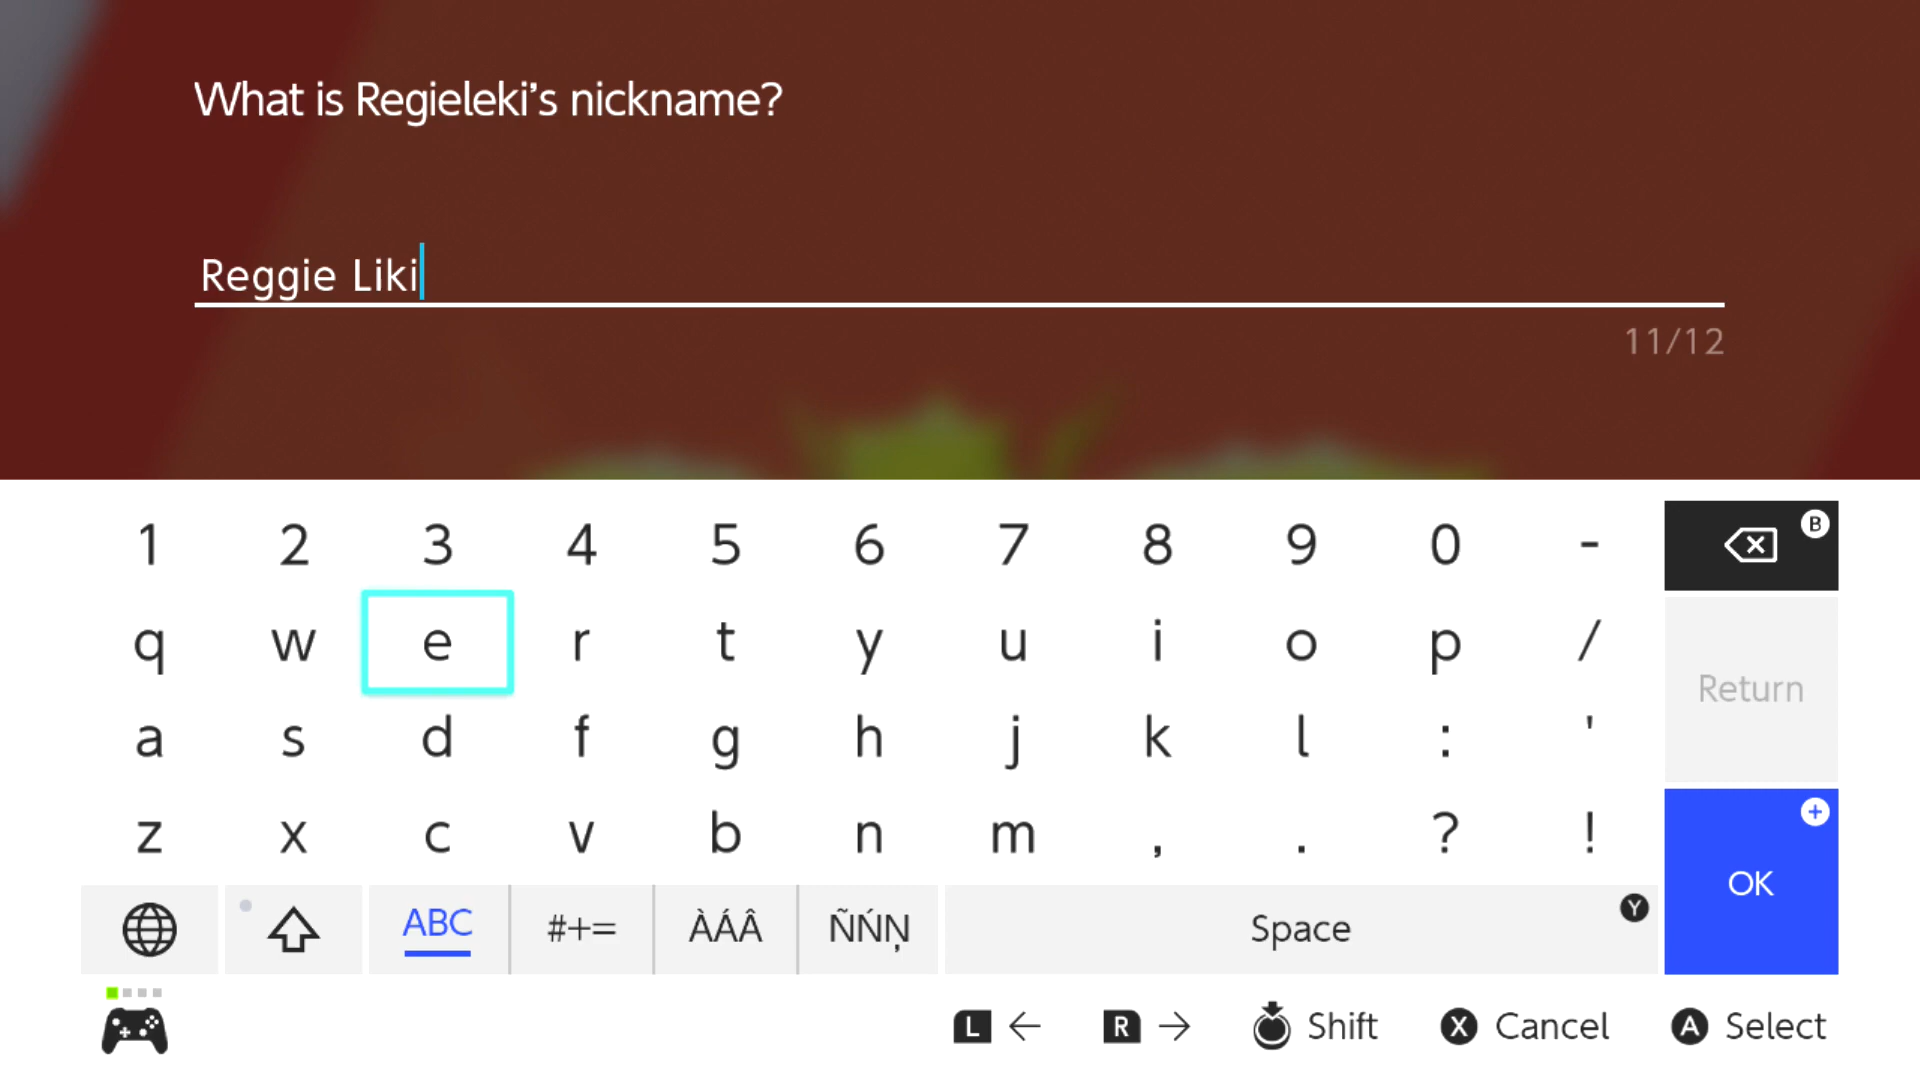 What is Regieleki's nickname?
Reggie Liki
11/12
1 2 3 4 5 6 7 8 9 0 -
q w e r t y u i o p /
Return
a s d f g h j k l : '
z x c v b n m , . ? !
OK
ABC #+= ÀÁÂ ÑŃŅ Space
L ← R → Shift X Cancel A Select
B
+
Y